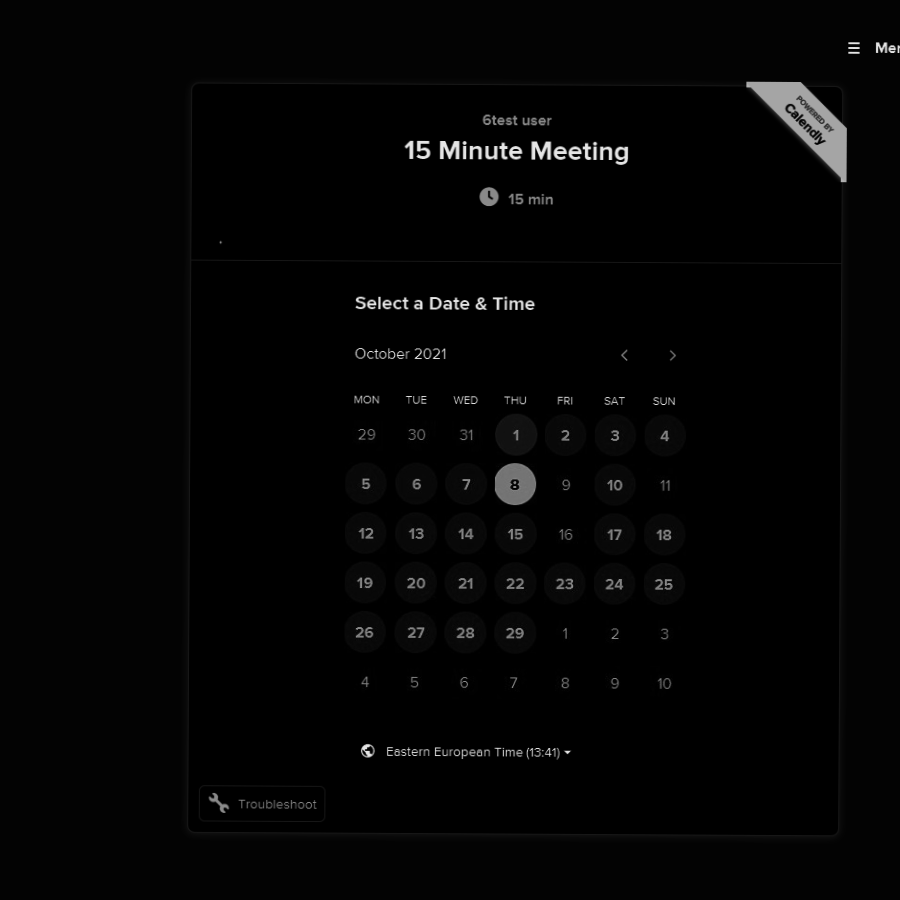 Mer
POWERED BY
Calendly
6test user
15 Minute Meeting
15 min
Select a Date & Time
October 2021
MON TUE WED THU FRI SAT SUN
29 30 31 1 2 3 4
5 6 7 8 9 10 11
12 13 14 15 16 17 18
19 20 21 22 23 24 25
26 27 28 29 1 2 3
4 5 6 7 8 9 10
Eastern European Time (13:41)
Troubleshoot